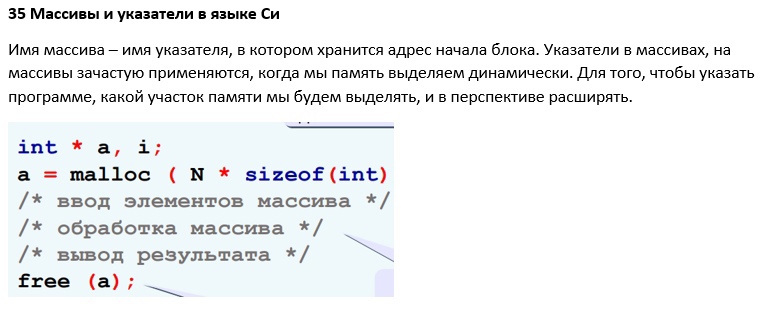 35 Массивы и указатели в языке Си
Имя массива – имя указателя, в котором хранится адрес начала блока. Указатели в массивах, на
массивы зачастую применяются, когда мы память выделяем динамически. Для того, чтобы указать
программе, какой участок памяти мы будем выделять, и в перспективе расширять.
int * a, i;
a = malloc ( N * sizeof(int)
/* ввод элементов массива */
/* обработка массива */
/* вывод результата */
free (a);